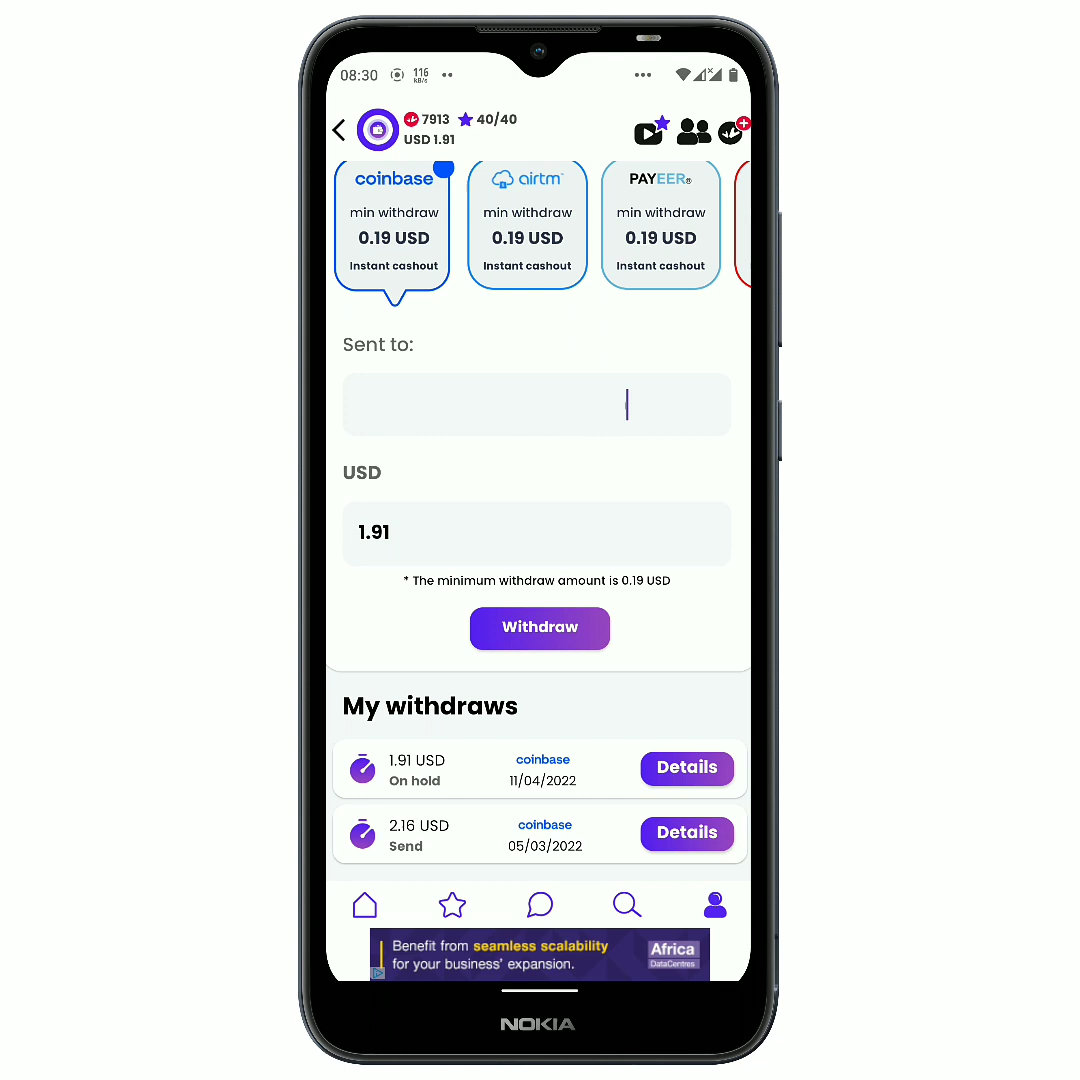 08:30 116 kB/s
7913 40/40
USD 1.91
coinbase airtm PAYEER®
min withdraw min withdraw min withdraw
0.19 USD 0.19 USD 0.19 USD
Instant cashout Instant cashout Instant cashout
Sent to:
USD
1.91
* The minimum withdraw amount is 0.19 USD
Withdraw
My withdraws
1.91 USD coinbase Details
On hold 11/04/2022
2.16 USD coinbase Details
Send 05/03/2022
Benefit from seamless scalability Africa
for your business' expansion. DataCentres
NOKIA